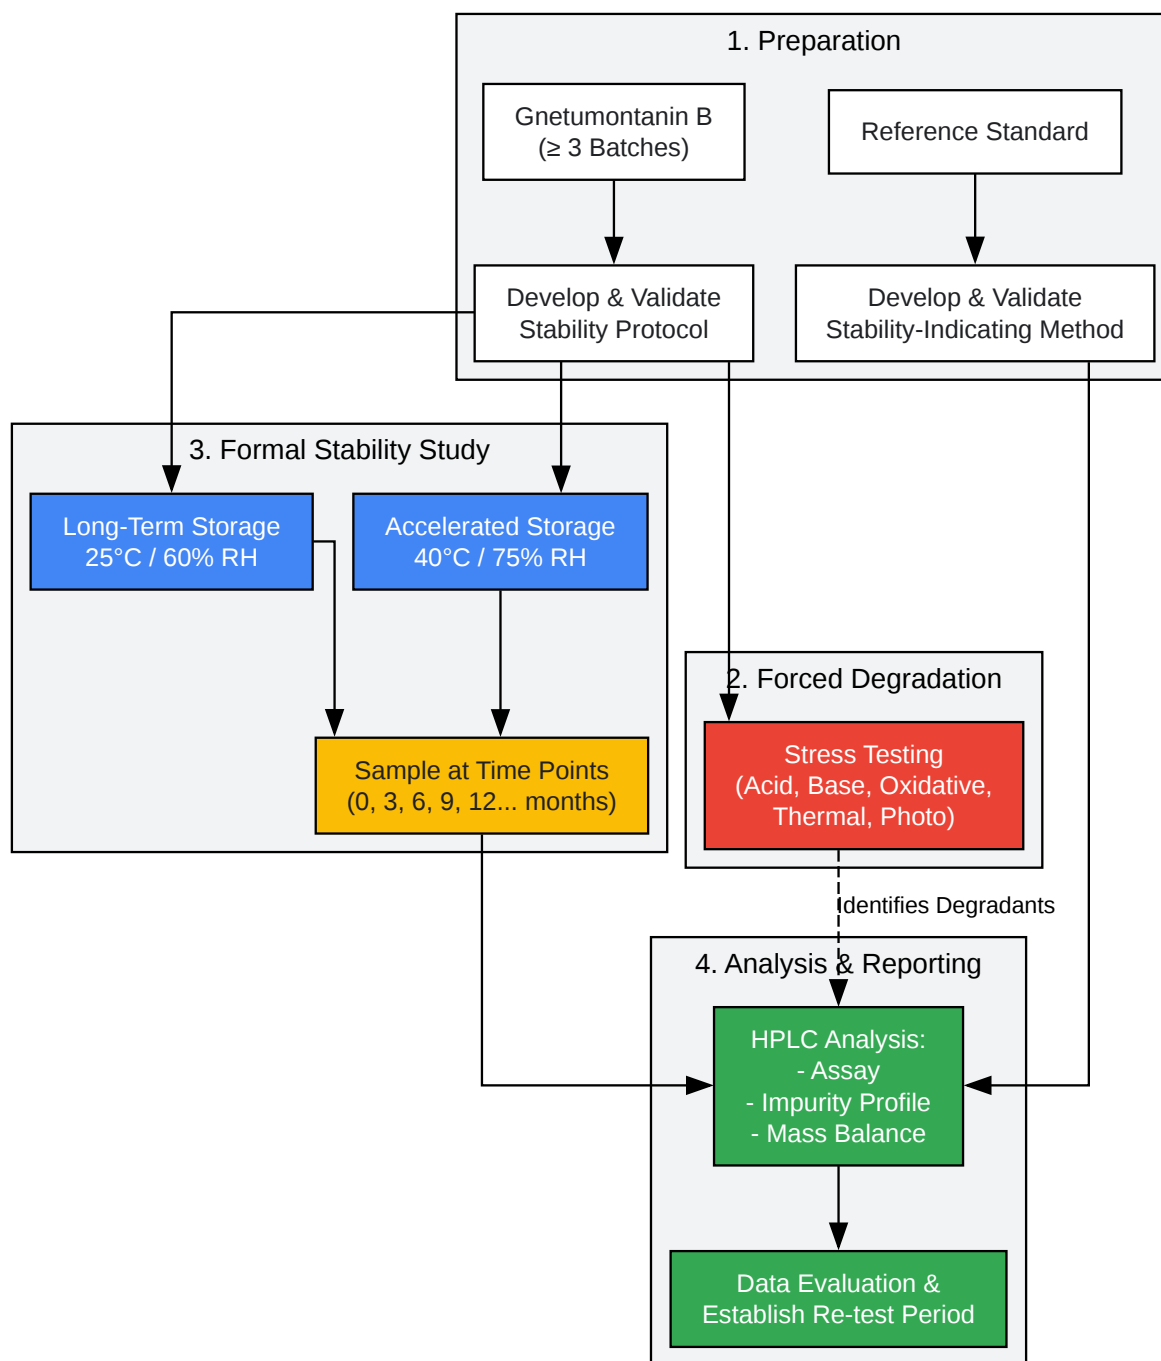 1. Preparation
Gnetumontanin B
(≥ 3 Batches)
Reference Standard
Develop & Validate
Stability Protocol
Develop & Validate
Stability-Indicating Method
3. Formal Stability Study
Long-Term Storage
25°C / 60% RH
Accelerated Storage
40°C / 75% RH
Sample at Time Points
(0, 3, 6, 9, 12... months)
2. Forced Degradation
Stress Testing
(Acid, Base, Oxidative,
Thermal, Photo)
Identifies Degradants
4. Analysis & Reporting
HPLC Analysis:
- Assay
- Impurity Profile
- Mass Balance
Data Evaluation &
Establish Re-test Period